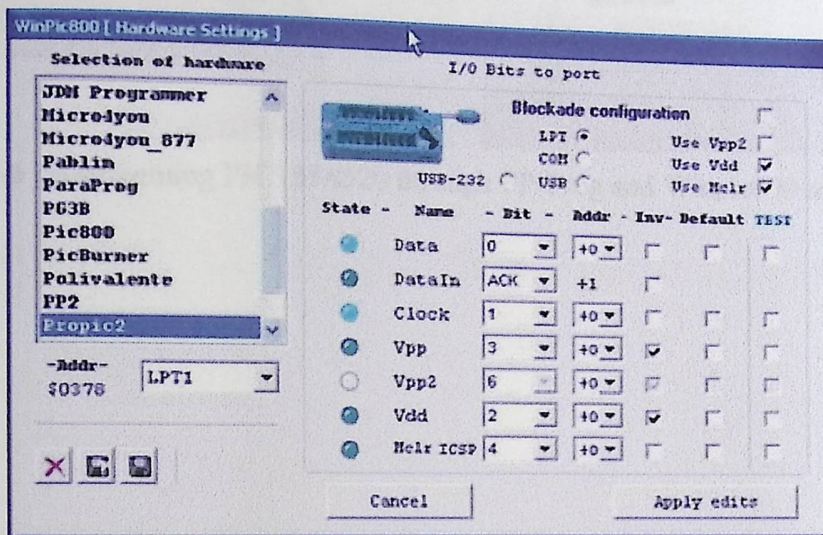 WinPic800 [ Hardware Settings ]
Selection of hardware
I/O Bits to port
JDM Programmer
Micro4you
Micro4you_877
Pablin
ParaProg
PG3B
Pic800
PicBurner
Polivalente
PP2
Propic2
Blockade configuration
LPT
COM
USB-232
USB
Use Vpp2
Use Vdd
Use Mclr
State - Name - Bit - Addr - Inv- Default TEST
Data 0 +0
DataIn ACK +1
Clock 1 +0
Vpp 3 +0
Vpp2 6 +0
Vdd 2 +0
Mclr ICSP 4 +0
-Addr-
$0378
LPT1
Cancel
Apply edits